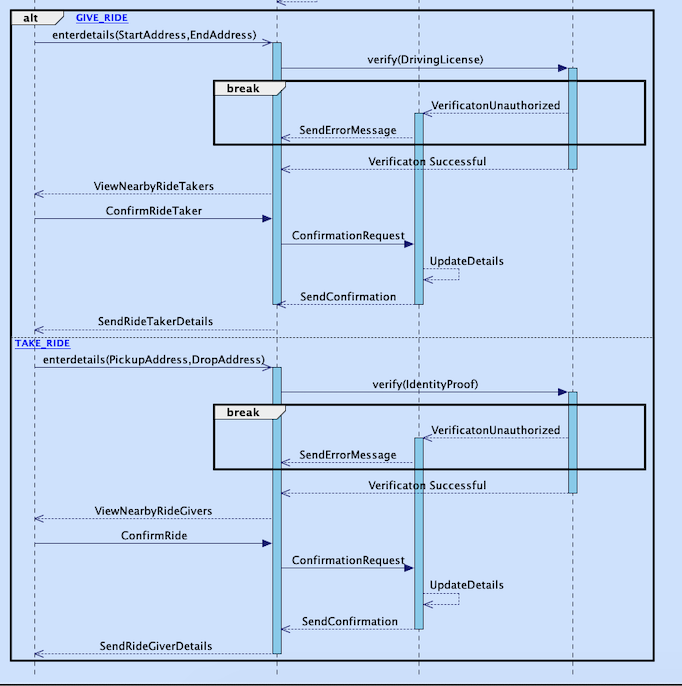 alt
GIVE_RIDE
enterdetails(StartAddress,EndAddress)
verify(DrivingLicense)
break
VerificatonUnauthorized
SendErrorMessage
Verificaton Successful
ViewNearbyRideTakers
ConfirmRideTaker
ConfirmationRequest
UpdateDetails
SendConfirmation
SendRideTakerDetails
TAKE_RIDE
enterdetails(PickupAddress,DropAddress)
verify(IdentityProof)
break
VerificatonUnauthorized
SendErrorMessage
Verificaton Successful
ViewNearbyRideGivers
ConfirmRide
ConfirmationRequest
UpdateDetails
SendConfirmation
SendRideGiverDetails